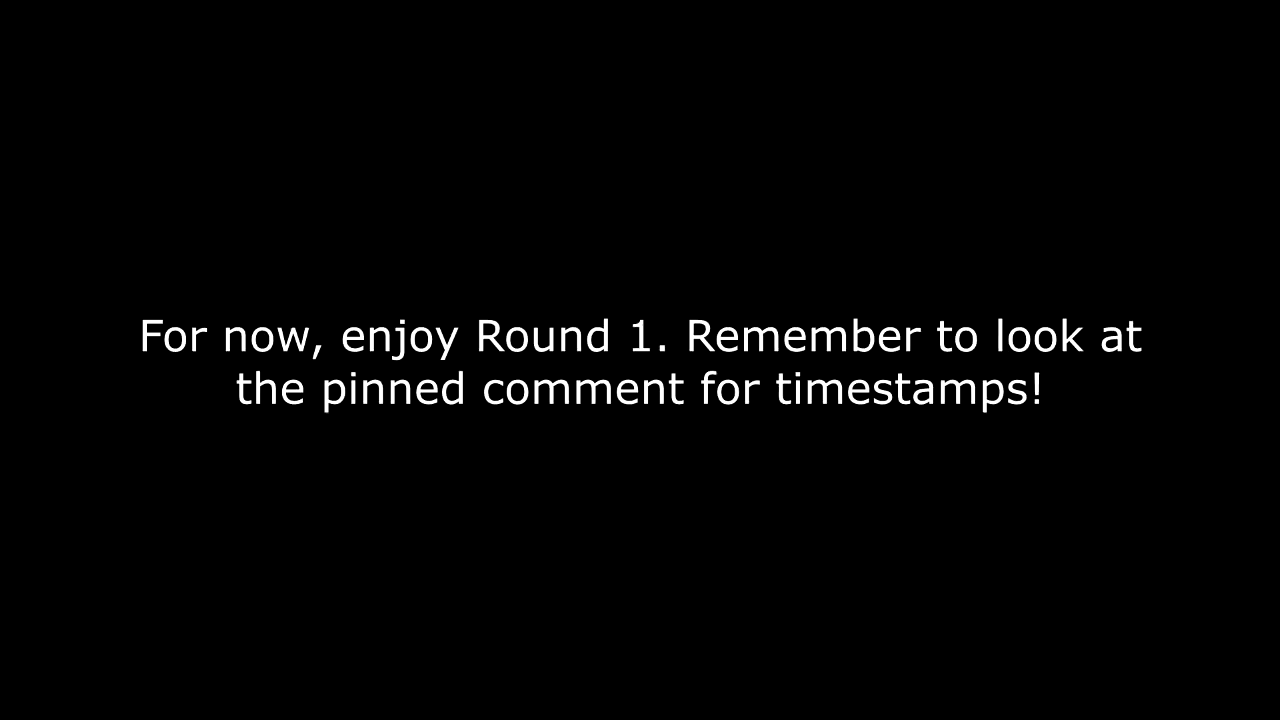 For now, enjoy Round 1. Remember to look at
the pinned comment for timestamps!